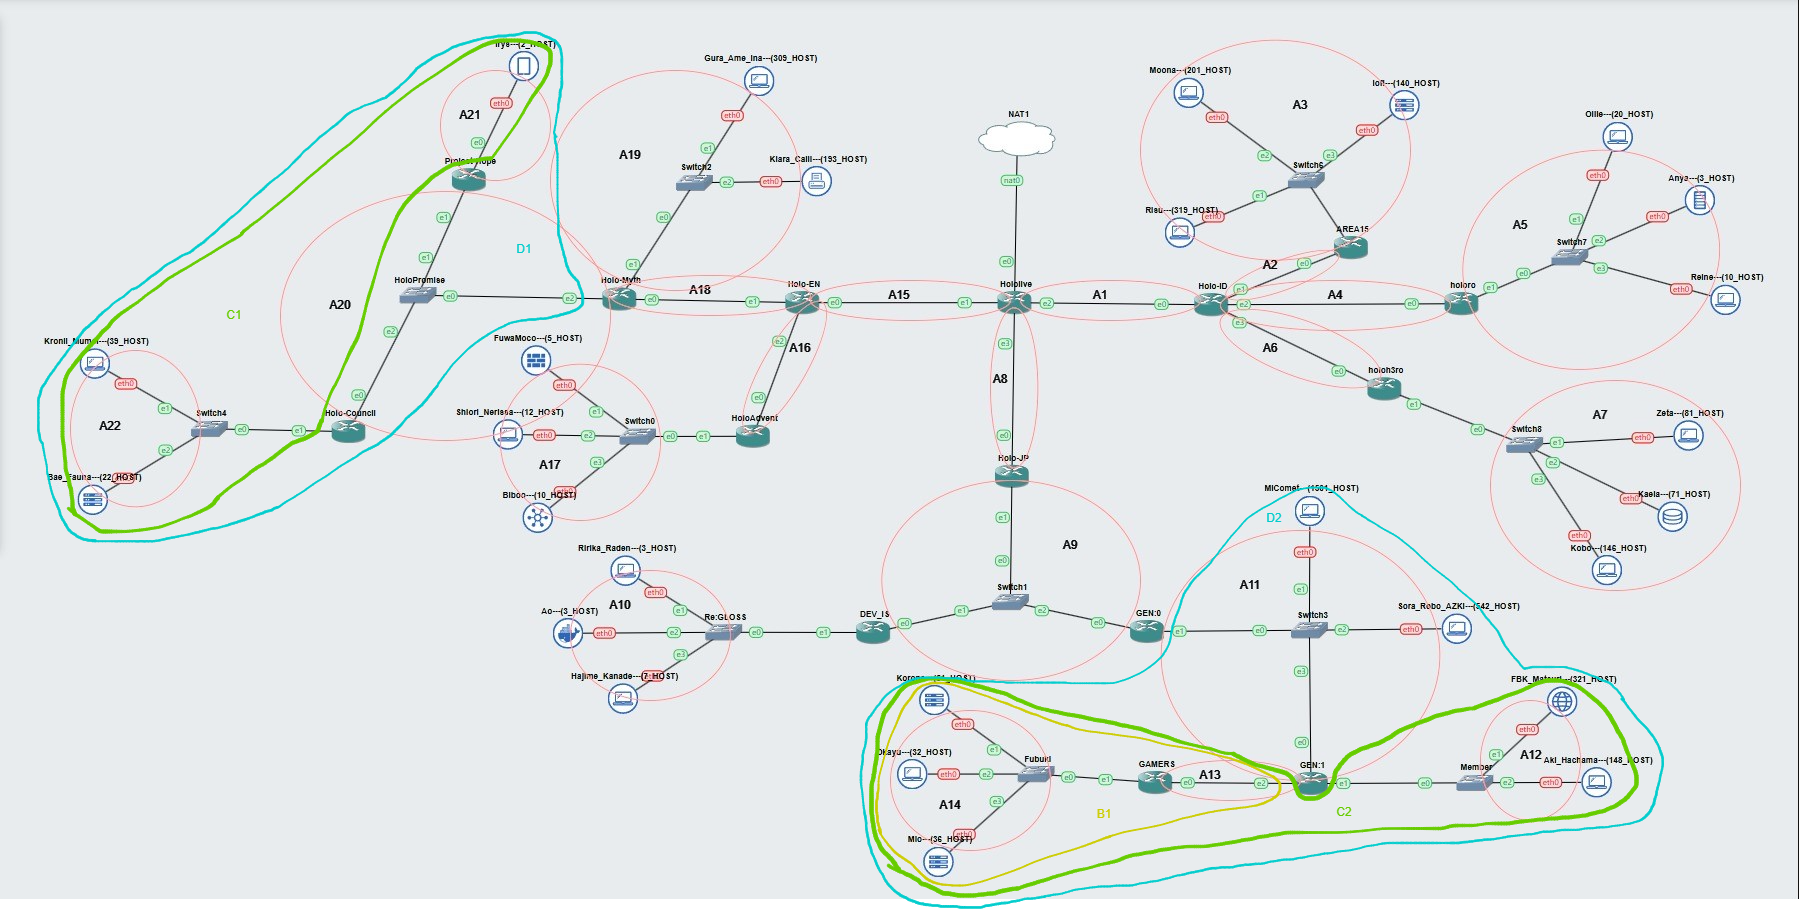 Irys---(2_HOST)
eth0
A21
e0
Project-Hope
e1
e1
HoloPromise
e0
e2
D1
C1
A20
e2
e0
Holo-Council
Kronii_Mumei---(39_HOST)
eth0
e1
Switch4
A22
e0
e1
e2
Bae_Fauna---(22_HOST)
eth0
Gura_Ame_Ina---(309_HOST)
eth0
A19
e1
Switch2
Kiara_Calli---(193_HOST)
e2
eth0
e0
e1
Holo-Myth
e0
A18
e1
Holo-EN
e0
A15
e1
Hololive
NAT1
nat0
e0
e2
A1
e0
Holo-ID
e2
A16
e0
HoloAdvent
e1
FuwaMoco---(5_HOST)
eth0
e1
Shiori_Nerissa---(12_HOST)
eth0
e2
Switch0
e0
A17
e3
eth0
Biboo---(10_HOST)
Moona---(201_HOST)
eth0
A3
Iofi---(140_HOST)
eth0
e2
e3
Switch6
e1
Risu---(319_HOST)
eth0
AREA15
A2
e0
e1
e2
A4
e0
holoro
e1
e3
A6
e0
holoh3ro
e1
Ollie---(20_HOST)
eth0
Anya---(3_HOST)
eth0
A5
e1
Switch7
e2
e3
e0
Reine---(10_HOST)
eth0
A7
Zeta---(81_HOST)
eth0
e0
Switch8
e1
e2
e3
Kaela---(71_HOST)
eth0
eth0
Kobo---(146_HOST)
e3
A8
e0
Holo-JP
e1
A9
e0
Switch1
e1
e2
DEV_IS
e0
e1
e0
GEN:0
e1
Ririka_Raden---(3_HOST)
eth0
A10
e1
Ao---(3_HOST)
eth0
e2
Re:GLOSS
e0
e3
Hajime_Kanade---(7_HOST)
eth0
D2
eth0
A11
e1
Switch3
e0
e2
eth0
Sora_Robo_AZKI---(542_HOST)
e3
e0
GEN:1
e1
e2
A13
e0
GAMERS
e1
e0
Fubuki
eth0
e1
Okayu---(32_HOST)
eth0
e2
A14
e3
eth0
Mio---(36_HOST)
B1
C2
FBK_Matsuri---(321_HOST)
eth0
e1
A12
Member
e0
e2
eth0
Aki_Hachama---(148_HOST)